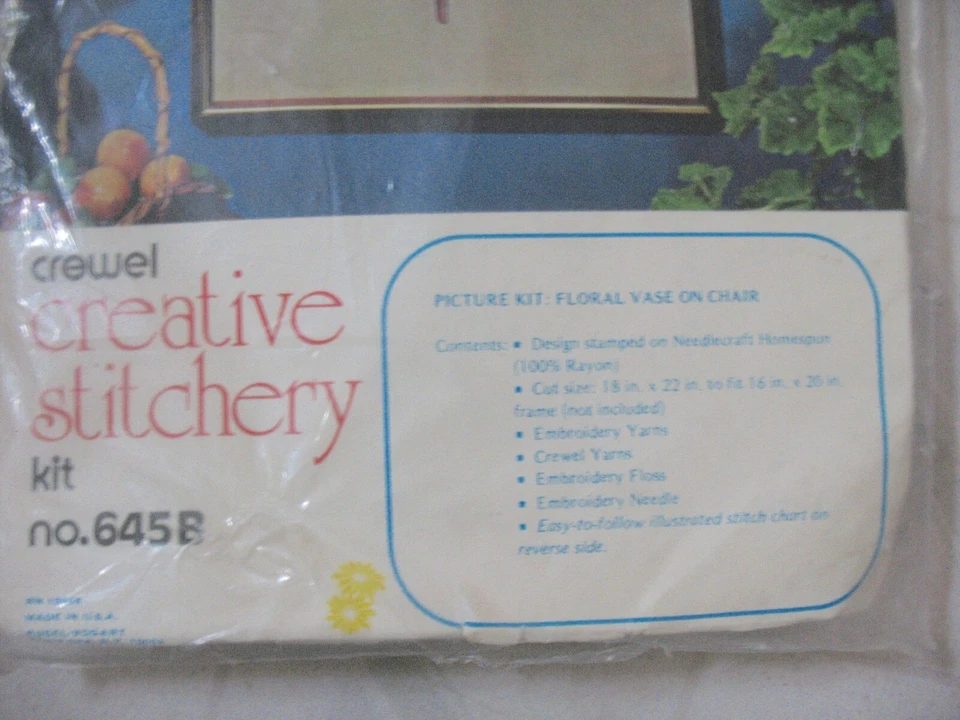 crewel
creative
stitchery
kit
no.645B
MADE IN U.S.A.
PICTURE KIT: FLORAL VASE ON CHAIR
Contents: • Design stamped on Needlecraft Homespun
(100% Rayon)
• Cut size: 18 in. x 22 in. to fit 16 in. x 20 in.
frame (not included)
• Embroidery Yarns
• Crewel Yarns
• Embroidery Floss
• Embroidery Needle
• Easy-to-follow illustrated stitch chart on
reverse side.